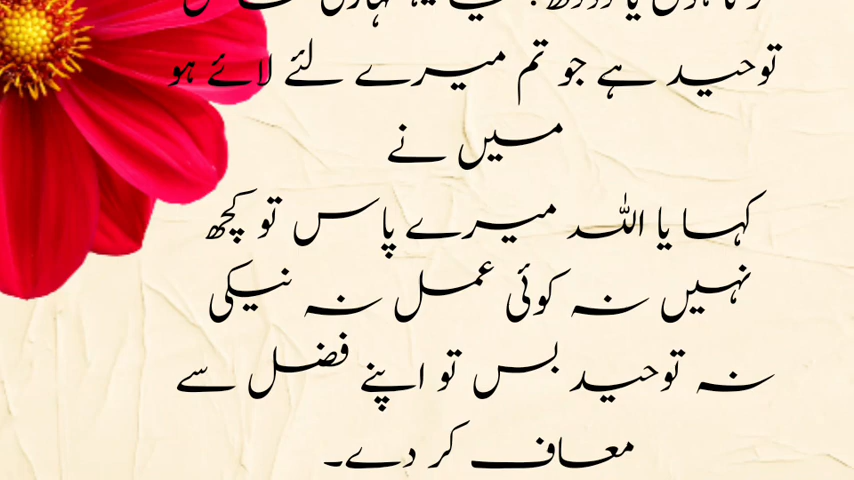 توحید ہے جو تم میرے لئے لائے ہو
میں نے
کہا یا اللہ میرے پاس تو کچھ
نہیں نہ کوئی عمل نہ نیکی
نہ توحید بس تو اپنے فضل سے
معاف کر دے۔